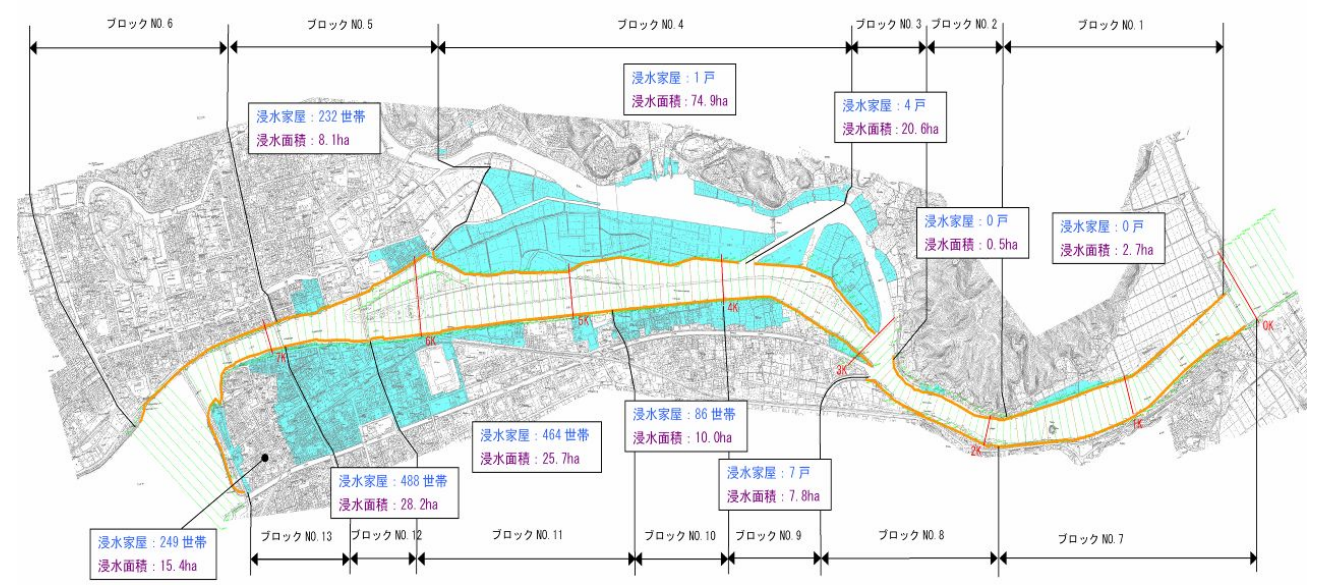 ブロック NO. 6
ブロック NO. 5
ブロック NO. 4
ブロック NO. 3
ブロック NO. 2
ブロック NO. 1
浸水家屋：1 戸
浸水面積：74.9ha
浸水家屋：4 戸
浸水面積：20.6ha
浸水家屋：232 世帯
浸水面積：8.1ha
浸水家屋：0 戸
浸水面積：0.5ha
浸水家屋：0 戸
浸水面積：2.7ha
0K
1K
2K
3K
4K
5K
6K
7K
浸水家屋：86 世帯
浸水面積：10.0ha
浸水家屋：464 世帯
浸水面積：25.7ha
浸水家屋：7 戸
浸水面積：7.8ha
浸水家屋：488 世帯
浸水面積：28.2ha
浸水家屋：249 世帯
浸水面積：15.4ha
ブロック NO. 13
ブロック NO. 12
ブロック NO. 11
ブロック NO. 10
ブロック NO. 9
ブロック NO. 8
ブロック NO. 7